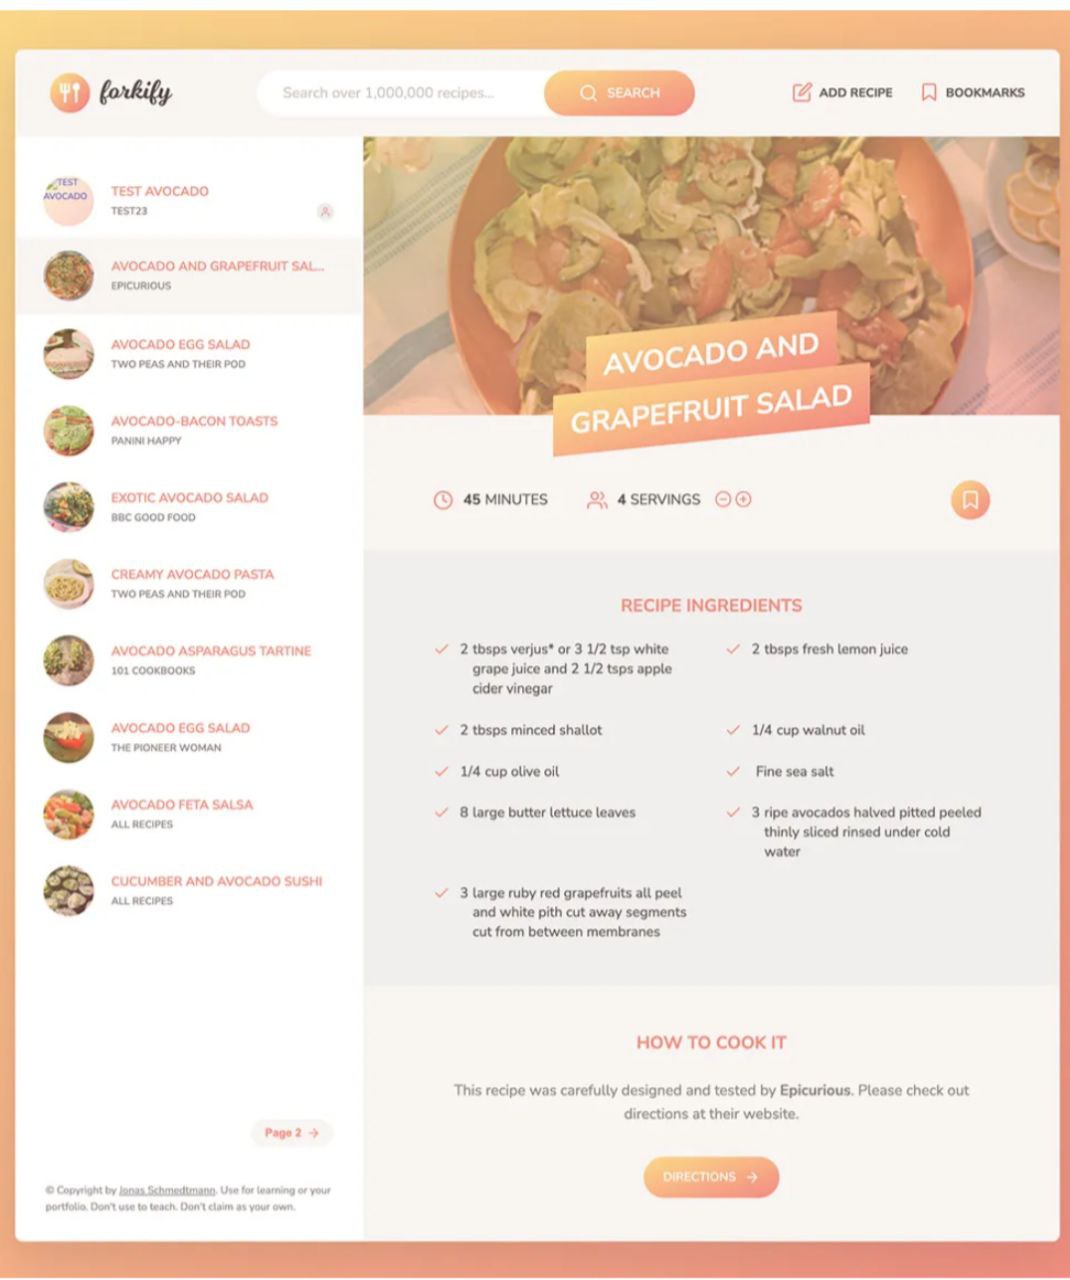 forkify
Search over 1,000,000 recipes...
SEARCH
ADD RECIPE
BOOKMARKS
TEST
AVOCADO
TEST AVOCADO
TEST23
AVOCADO AND GRAPEFRUIT SAL...
EPICURIOUS
AVOCADO EGG SALAD
TWO PEAS AND THEIR POD
AVOCADO-BACON TOASTS
PANINI HAPPY
EXOTIC AVOCADO SALAD
BBC GOOD FOOD
CREAMY AVOCADO PASTA
TWO PEAS AND THEIR POD
AVOCADO ASPARAGUS TARTINE
101 COOKBOOKS
AVOCADO EGG SALAD
THE PIONEER WOMAN
AVOCADO FETA SALSA
ALL RECIPES
CUCUMBER AND AVOCADO SUSHI
ALL RECIPES
Page 2
© Copyright by Jonas Schmedtmann. Use for learning or your
portfolio. Don't use to teach. Don't claim as your own.
AVOCADO AND
GRAPEFRUIT SALAD
45 MINUTES
4 SERVINGS
RECIPE INGREDIENTS
2 tbsps verjus* or 3 1/2 tsp white
grape juice and 2 1/2 tsps apple
cider vinegar
2 tbsps fresh lemon juice
2 tbsps minced shallot
1/4 cup walnut oil
1/4 cup olive oil
Fine sea salt
8 large butter lettuce leaves
3 ripe avocados halved pitted peeled
thinly sliced rinsed under cold
water
3 large ruby red grapefruits all peel
and white pith cut away segments
cut from between membranes
HOW TO COOK IT
This recipe was carefully designed and tested by Epicurious. Please check out
directions at their website.
DIRECTIONS